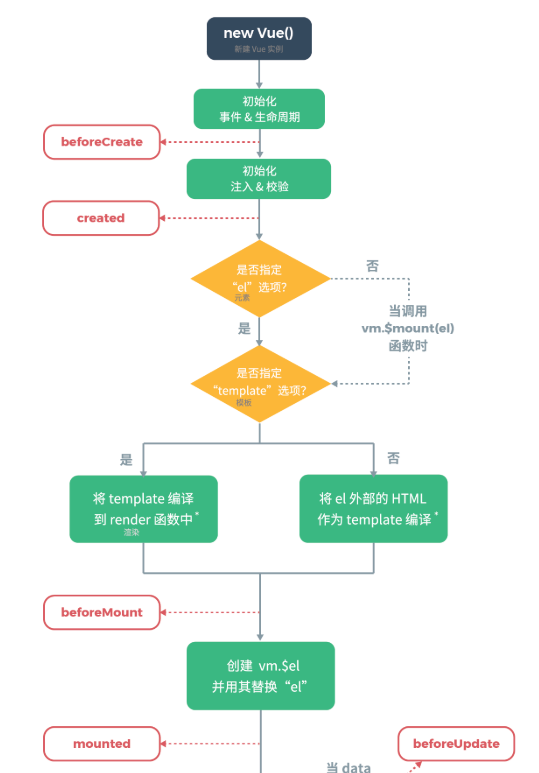 new Vue()
新建 Vue 实例
初始化
事件 & 生命周期
beforeCreate
初始化
注入 & 校验
created
是否指定
“el”选项?
元素
否
当调用
vm.$mount(el)
函数时
是
是否指定
“template”选项?
模板
是
否
将 template 编译
到 render 函数中*
渲染
将 el 外部的 HTML
作为 template 编译*
beforeMount
创建 vm.$el
并用其替换“el”
mounted
beforeUpdate
当 data